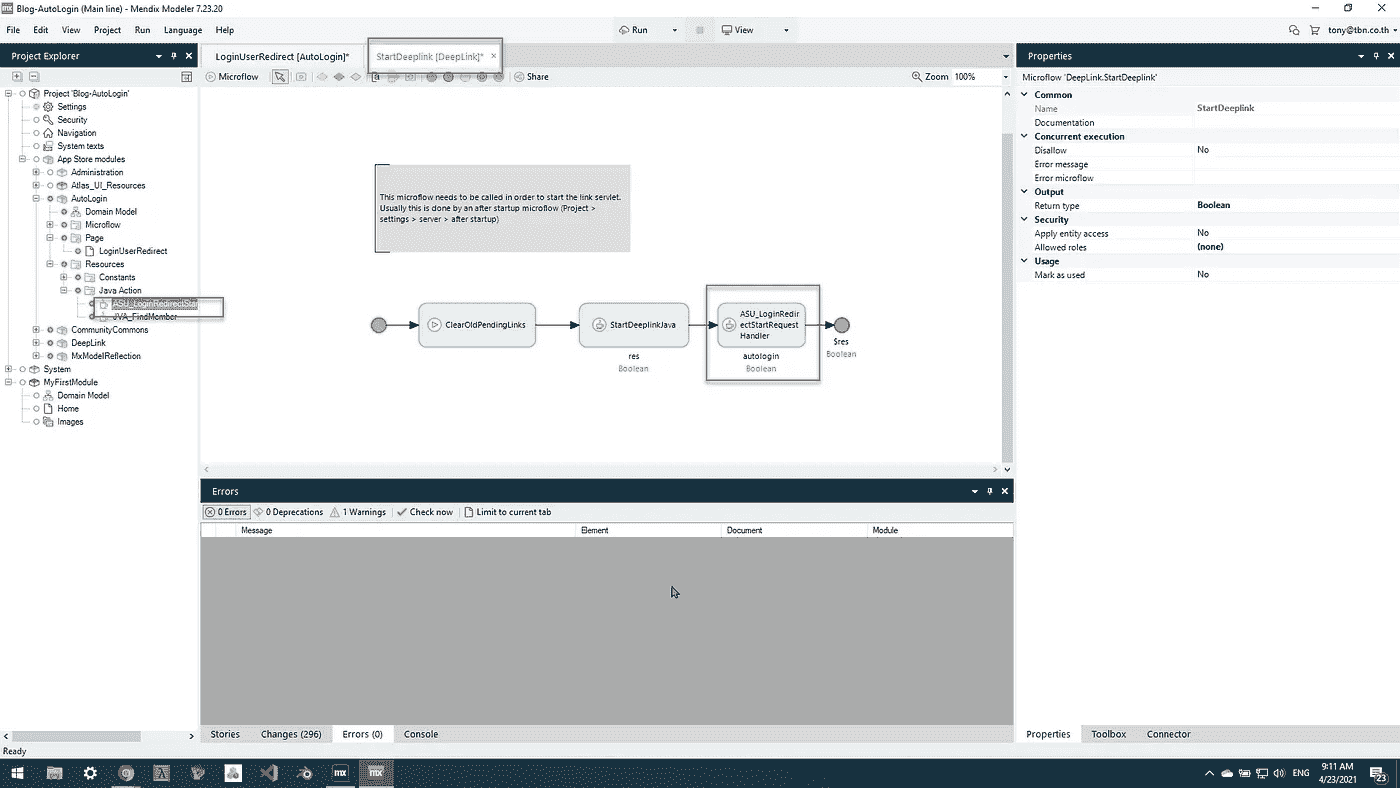 Blog-AutoLogin (Main line) - Mendix Modeler 7.23.20
File Edit View Project Run Language Help
Run
View
tony@tbn.co.th
Project Explorer
LoginUserRedirect [AutoLogin]*
StartDeeplink [DeepLink]*
Properties
Microflow
Share
Zoom 100%
Microflow 'DeepLink.StartDeeplink'
Project 'Blog-AutoLogin'
Settings
Security
Navigation
System texts
App Store modules
Administration
Atlas_UI_Resources
AutoLogin
Domain Model
Microflow
Page
LoginUserRedirect
Resources
Constants
Java Action
ASU_LoginRedirectStar
JVA_FindMember
CommunityCommons
DeepLink
MxModelReflection
System
MyFirstModule
Domain Model
Home
Images
This microflow needs to be called in order to start the link servlet.
Usually this is done by an after startup microflow (Project >
settings > server > after startup)
ClearOldPendingLinks
StartDeeplinkJava
res
Boolean
ASU_LoginRedir
ectStartRequest
Handler
autologin
Boolean
$res
Boolean
Common
Name StartDeeplink
Documentation
Concurrent execution
Disallow No
Error message
Error microflow
Output
Return type Boolean
Security
Apply entity access No
Allowed roles (none)
Usage
Mark as used No
Errors
0 Errors 0 Deprecations 1 Warnings Check now Limit to current tab
Message Element Document Module
Stories Changes (296) Errors (0) Console
Properties Toolbox Connector
Ready
mx mx
ENG
9:11 AM
4/23/2021
23